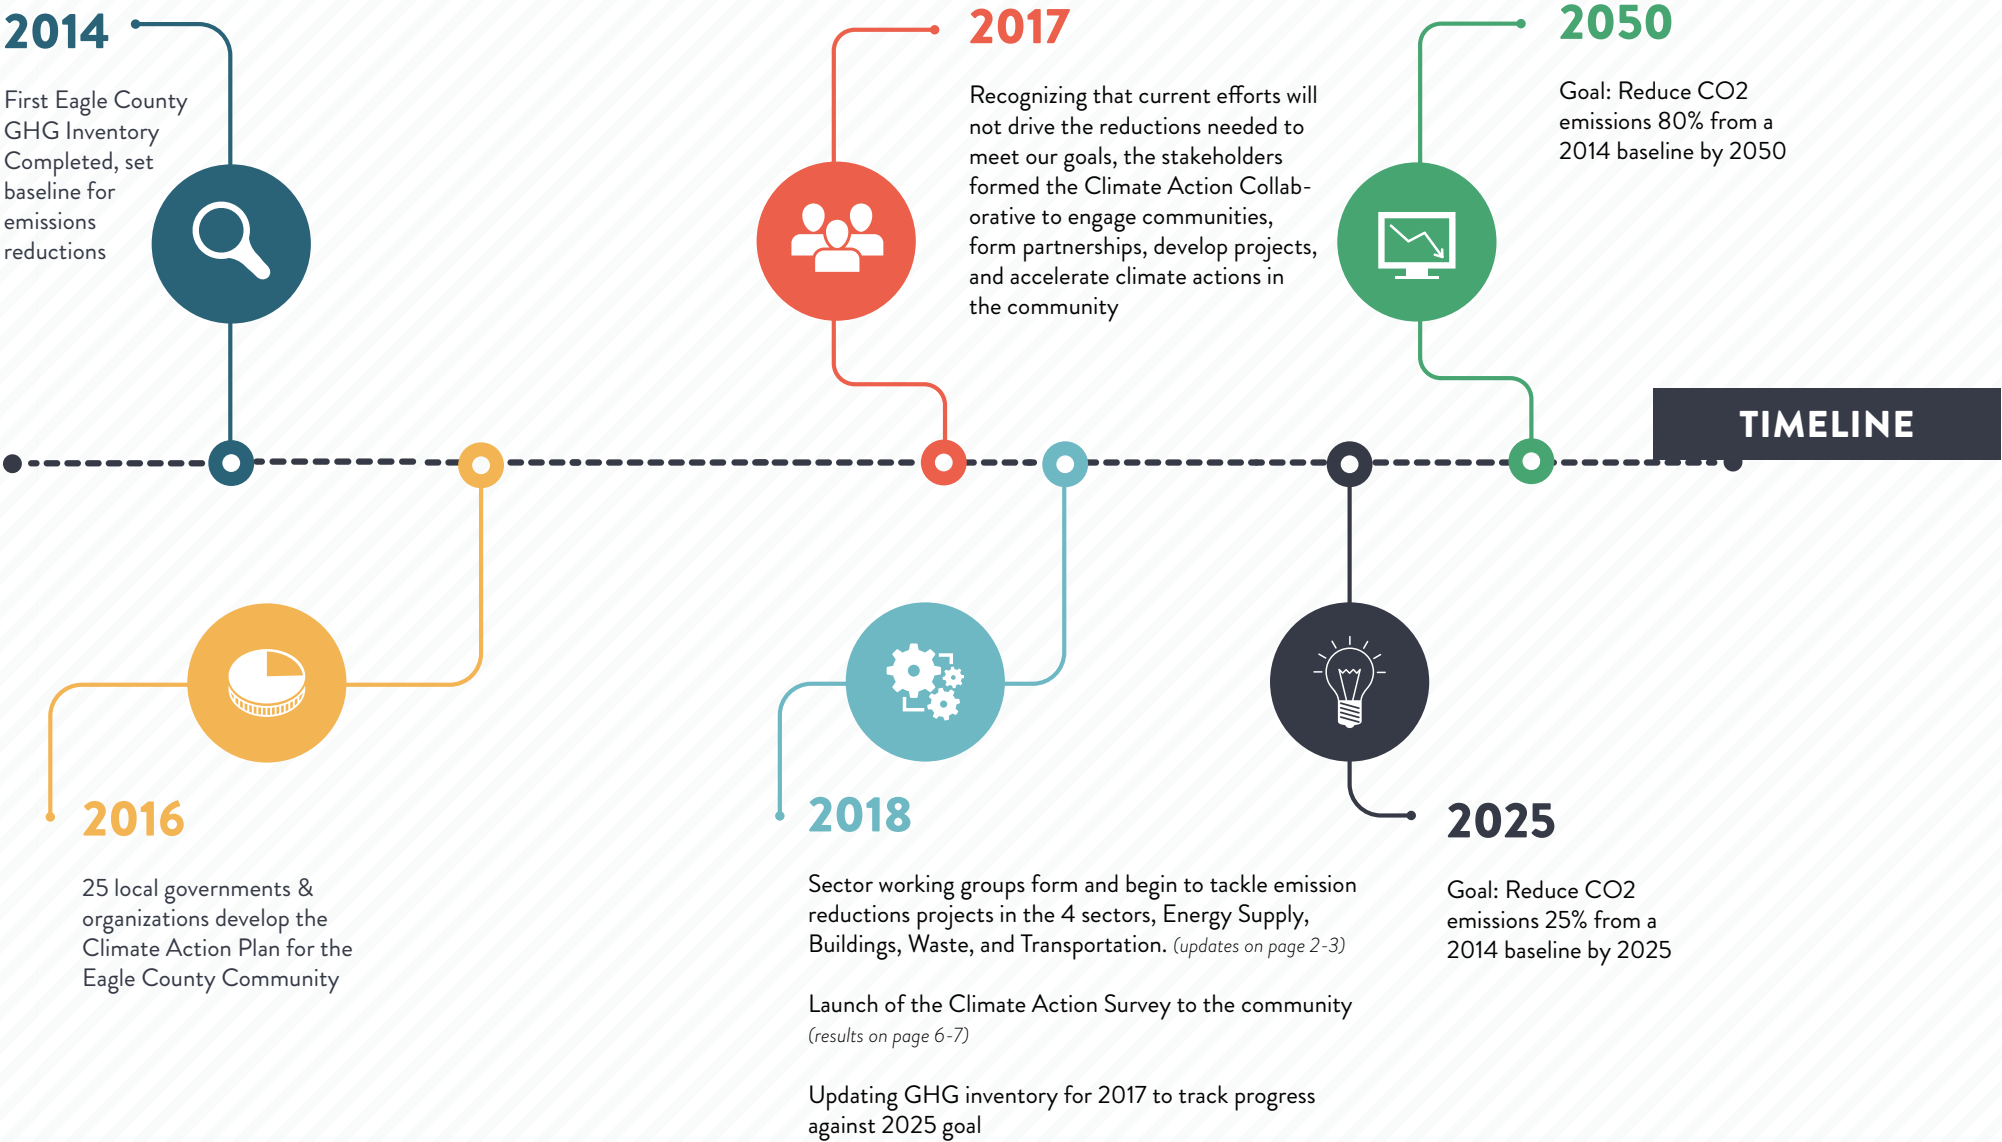 2014
First Eagle County
GHG Inventory
Completed, set
baseline for
emissions
reductions
2017
Recognizing that current efforts will
not drive the reductions needed to
meet our goals, the stakeholders
formed the Climate Action Collab-
orative to engage communities,
form partnerships, develop projects,
and accelerate climate actions in
the community
2050
Goal: Reduce CO2
emissions 80% from a
2014 baseline by 2050
TIMELINE
2016
25 local governments &
organizations develop the
Climate Action Plan for the
Eagle County Community
2018
Sector working groups form and begin to tackle emission
reductions projects in the 4 sectors, Energy Supply,
Buildings, Waste, and Transportation. (updates on page 2-3)
Launch of the Climate Action Survey to the community
(results on page 6-7)
Updating GHG inventory for 2017 to track progress
against 2025 goal
2025
Goal: Reduce CO2
emissions 25% from a
2014 baseline by 2025